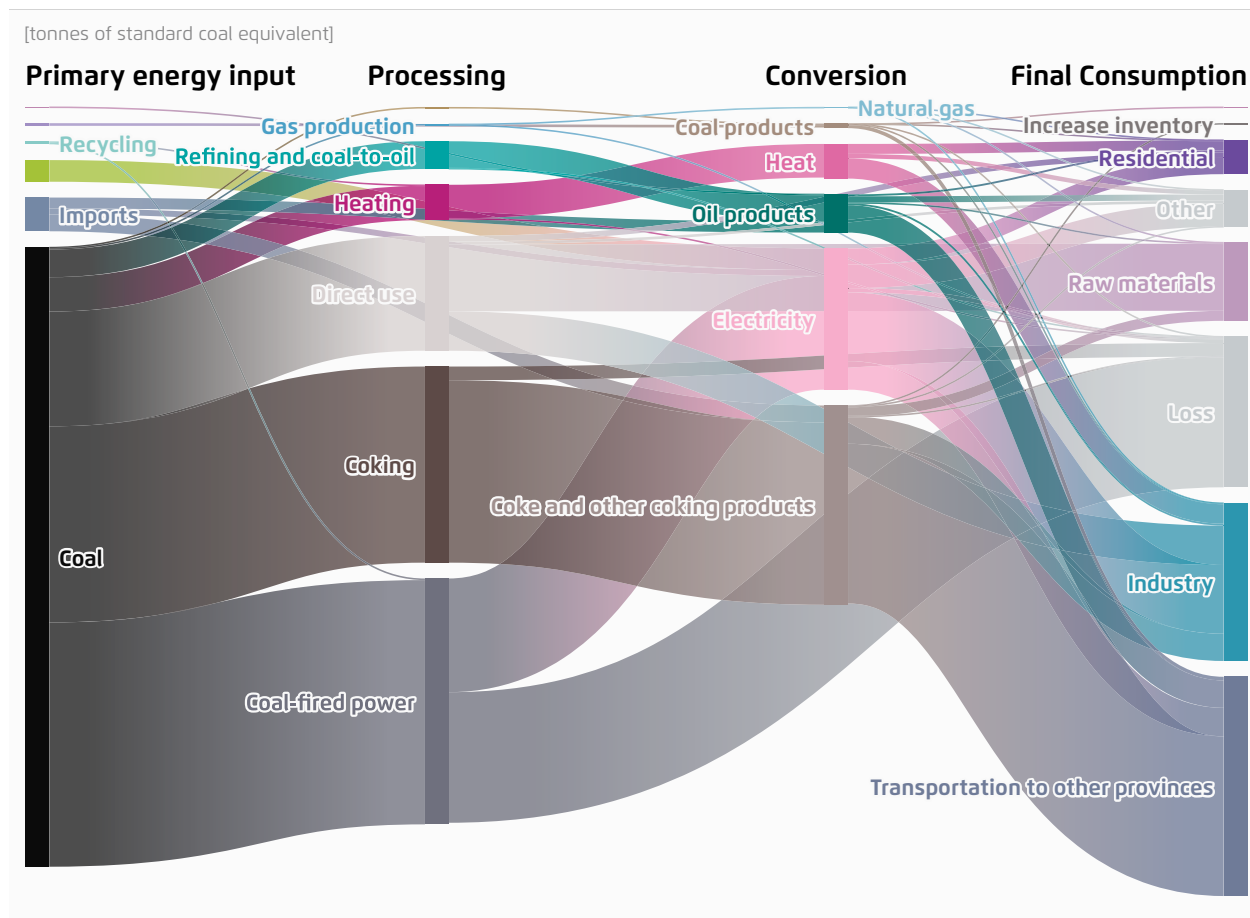 [tonnes of standard coal equivalent]
Primary energy input
Processing
Conversion
Final Consumption
Natural gas
Gas production
Coal products
Increase inventory
Recycling
Refining and coal-to-oil
Heat
Residential
Heating
Imports
Oil products
Other
Direct use
Raw materials
Electricity
Loss
Coking
Coke and other coking products
Coal
Industry
Coal-fired power
Transportation to other provinces